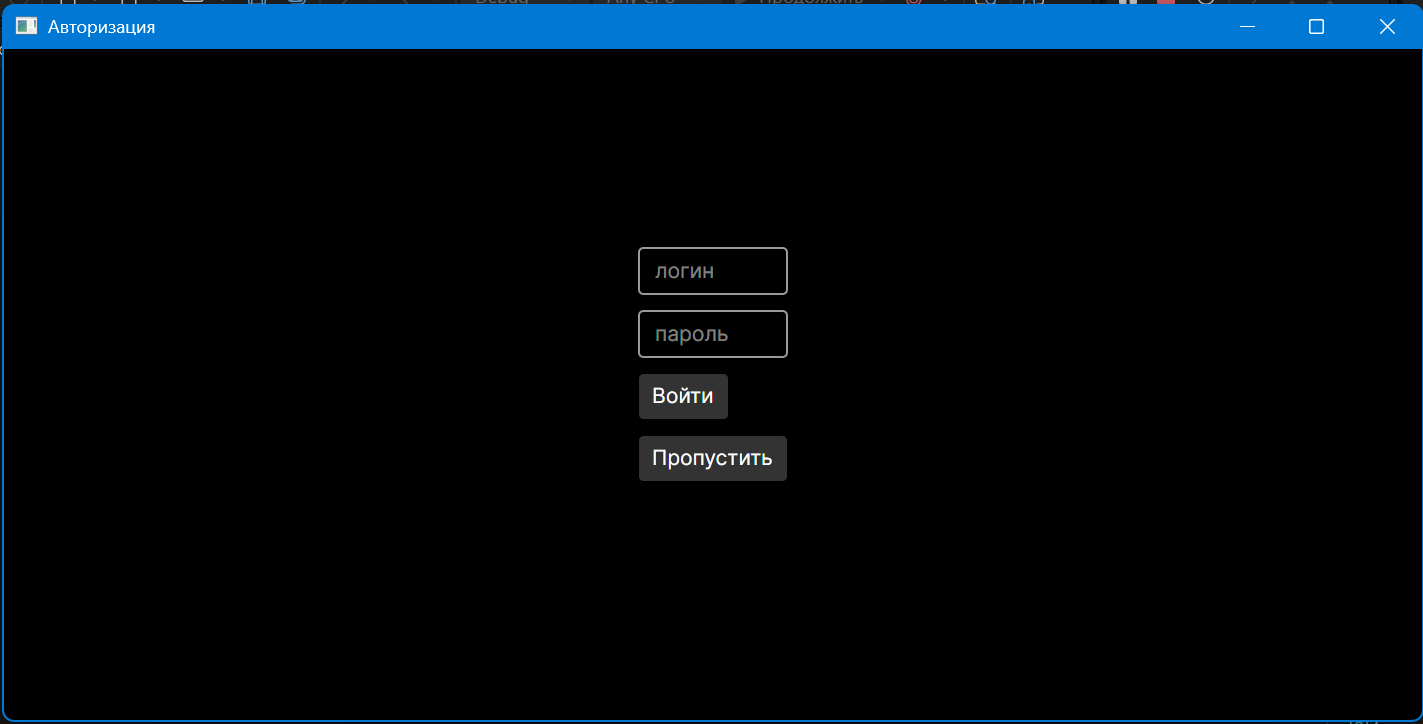 Авторизация
логин
пароль
Войти
Пропустить